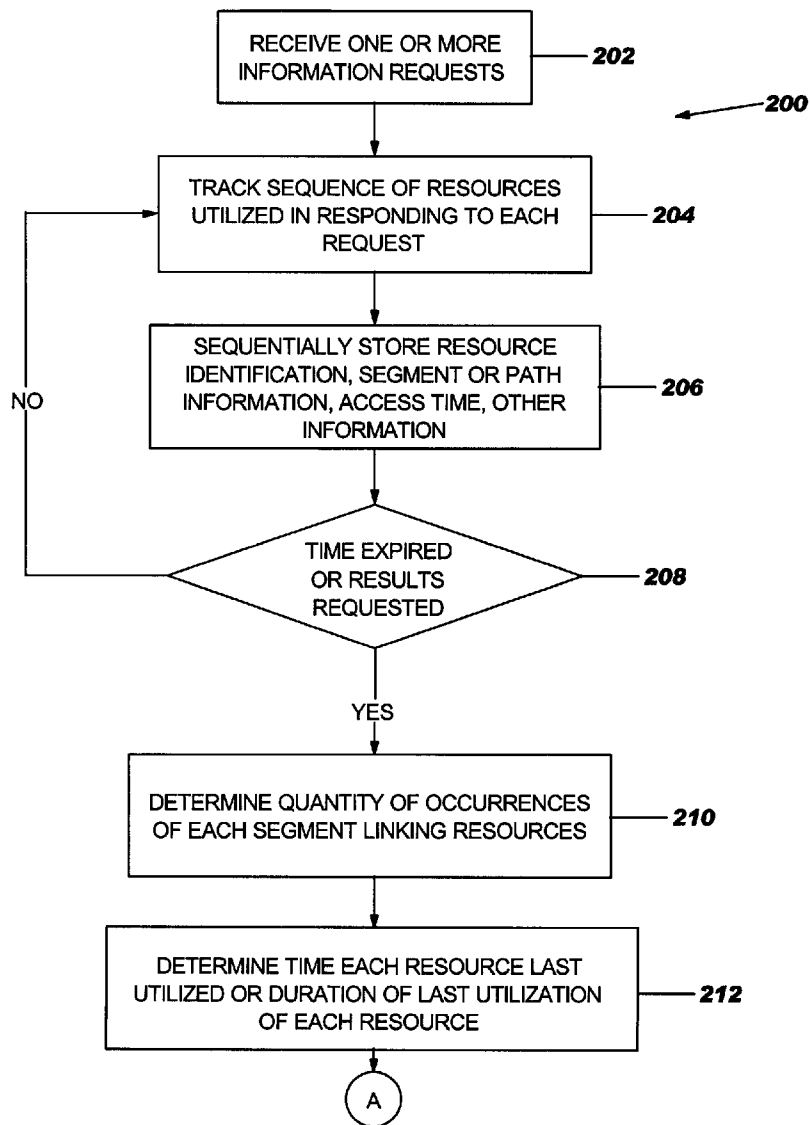 RECEIVE ONE OR MORE
INFORMATION REQUESTS
202
200
TRACK SEQUENCE OF RESOURCES
UTILIZED IN RESPONDING TO EACH
REQUEST
204
SEQUENTIALLY STORE RESOURCE
IDENTIFICATION, SEGMENT OR PATH
INFORMATION, ACCESS TIME, OTHER
INFORMATION
206
NO
TIME EXPIRED
OR RESULTS
REQUESTED
208
YES
DETERMINE QUANTITY OF OCCURRENCES
OF EACH SEGMENT LINKING RESOURCES
210
DETERMINE TIME EACH RESOURCE LAST
UTILIZED OR DURATION OF LAST UTILIZATION
OF EACH RESOURCE
212
A